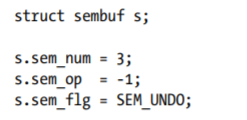 struct sembuf s;
s.sem_num = 3;
s.sem_op  = -1;
s.sem_flg = SEM_UNDO;